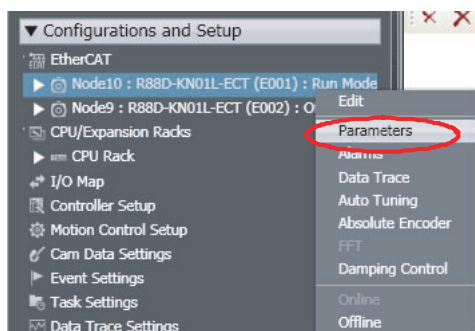 Configurations and Setup
EtherCAT
Node10 : R88D-KN01L-ECT (E001) : Run Mode
Node9 : R88D-KN01L-ECT (E002) : O
CPU/Expansion Racks
CPU Rack
I/O Map
Controller Setup
Motion Control Setup
Cam Data Settings
Event Settings
Task Settings
Data Trace Settings
Edit
Parameters
Alarms
Data Trace
Auto Tuning
Absolute Encoder
FFT
Damping Control
Online
Offline